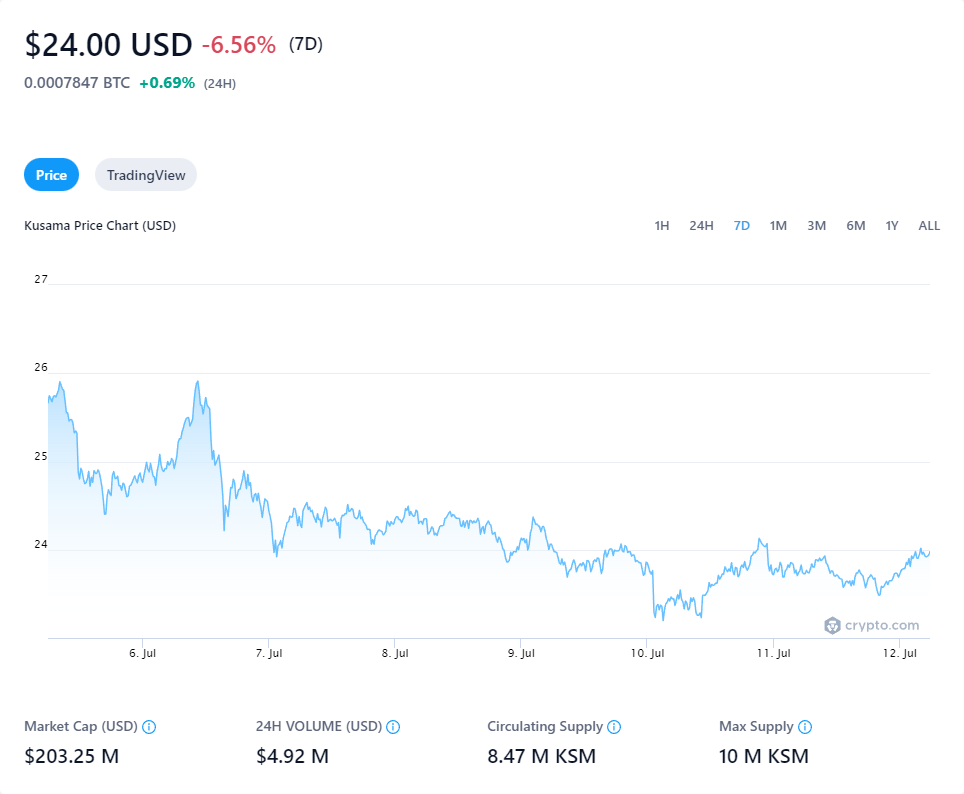 $24.00 USD -6.56% (7D)
0.0007847 BTC +0.69% (24H)
Price TradingView
Kusama Price Chart (USD) 1H 24H 7D 1M 3M 6M 1Y ALL
27
26
25
24
crypto.com
6. Jul 7. Jul 8. Jul 9. Jul 10. Jul 11. Jul 12. Jul
Market Cap (USD) 24H VOLUME (USD) Circulating Supply Max Supply
$203.25 M $4.92 M 8.47 M KSM 10 M KSM